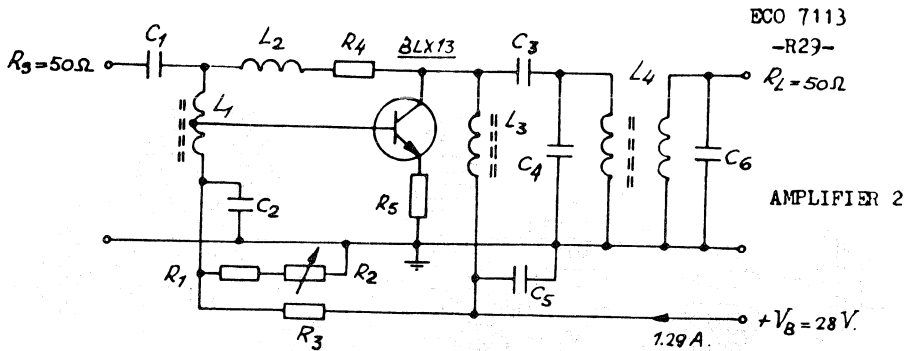 ECO 7113
-R29-
C1
L2
R4
BLX13
C3
L4
RS=50Ω
RL=50Ω
L1
L3
C4
C6
R5
C2
AMPLIFIER 2
R1
R2
C5
R3
1.29A.
+VB=28V.